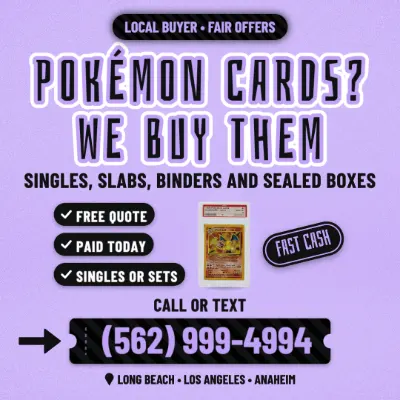 LOCAL BUYER • FAIR OFFERS
POKÉMON CARDS?
WE BUY THEM
SINGLES, SLABS, BINDERS AND SEALED BOXES
FREE QUOTE
PAID TODAY
SINGLES OR SETS
FAST CASH
CALL OR TEXT
(562) 999-4994
LONG BEACH • LOS ANGELES • ANAHEIM